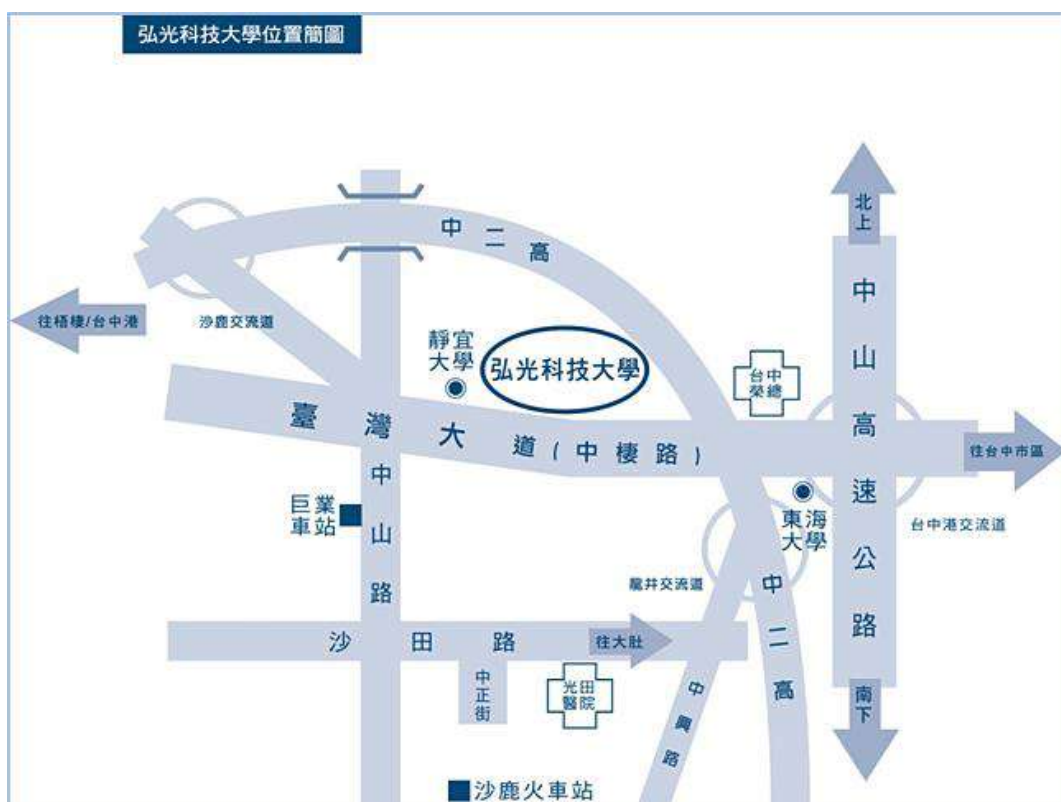 弘光科技大學位置簡圖
北上
中二高
中山高速公路
往梧棲/台中港
沙鹿交流道
靜宜
大學
弘光科技大學
台中
榮總
臺灣大道(中棲路)
往台中市區
中山路
巨業
車站
東海
大學
台中港交流道
龍井交流道
中二高
沙田路
往大肚
中正街
光田
醫院
中興路
南下
沙鹿火車站